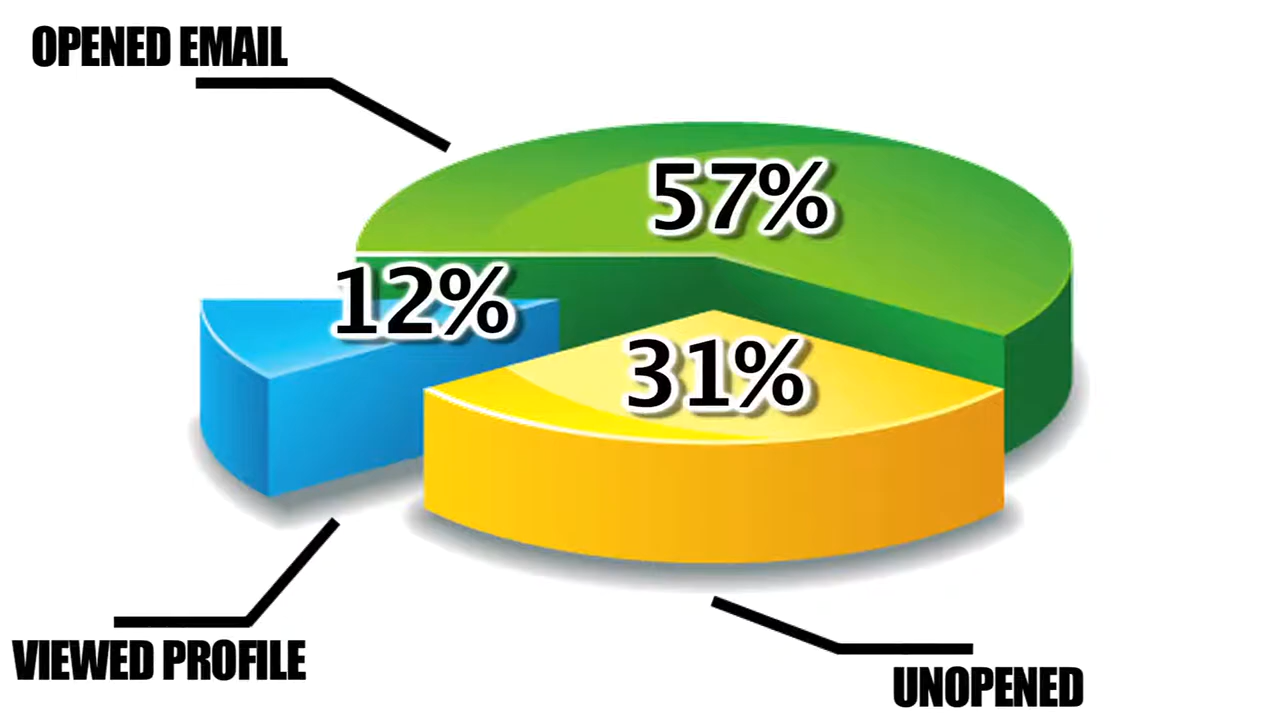 OPENED EMAIL
57%
12%
31%
VIEWED PROFILE
UNOPENED